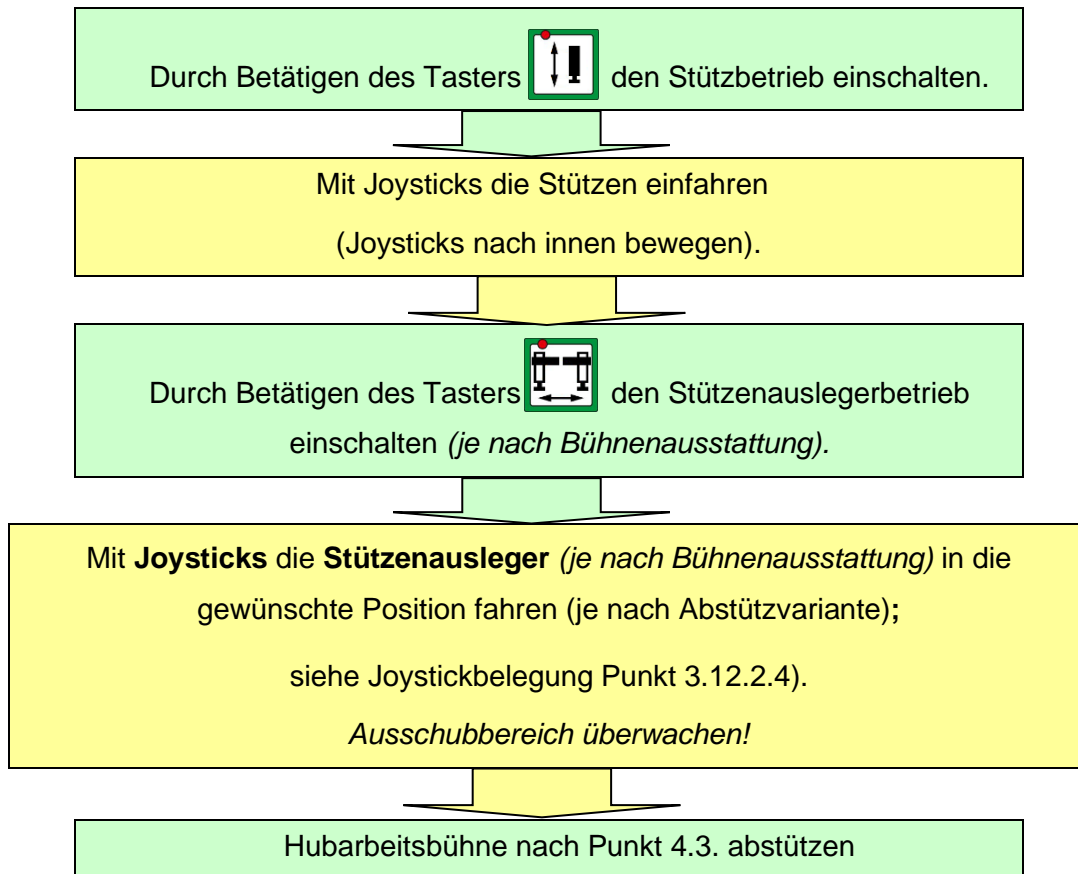 Durch Betätigen des Tasters den Stützbetrieb einschalten.
Mit Joysticks die Stützen einfahren
(Joysticks nach innen bewegen).
Durch Betätigen des Tasters den Stützenauslegerbetrieb
einschalten (je nach Bühnenausstattung).
Mit Joysticks die Stützenausleger (je nach Bühnenausstattung) in die
gewünschte Position fahren (je nach Abstützvariante);
siehe Joystickbelegung Punkt 3.12.2.4).
Ausschubbereich überwachen!
Hubarbeitsbühne nach Punkt 4.3. abstützen